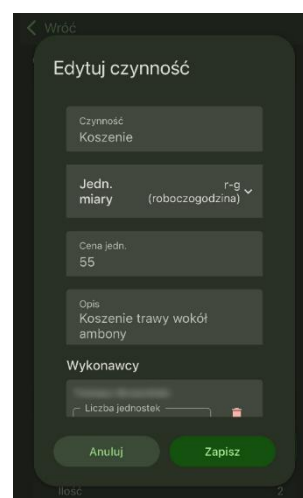 Wróć
Edytuj czynność
Czynność
Koszenie
Jedn.
miary
r-g
(roboczogodzina)
Cena jedn.
55
Opis
Koszenie trawy wokół
ambony
Wykonawcy
Liczba jednostek
Anuluj
Zapisz
Ilość
2